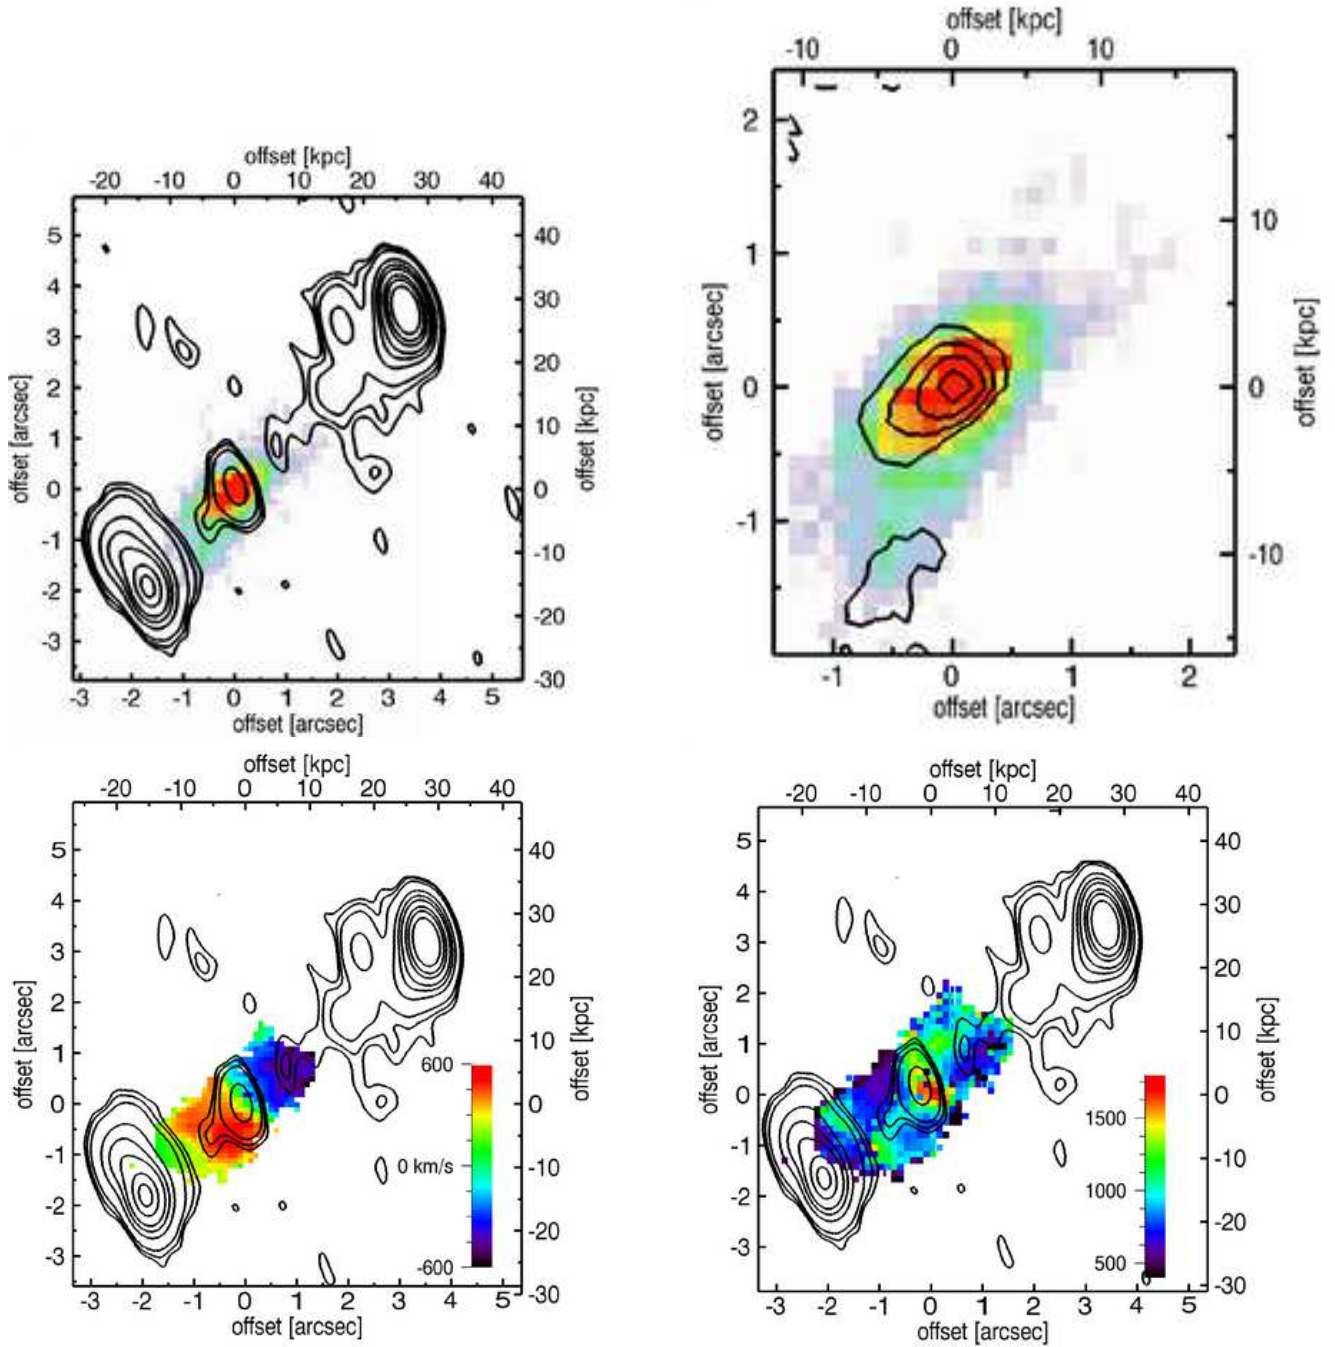 offset [kpc]
-10 0 10
offset [kpc]
-20 -10 0 10 20 30 40
5 4 3 2 1 0 -1 -2 -3
offset [arcsec]
40 30 20 10 0 -10 -20 -30
offset [kpc]
-3 -2 -1 0 1 2 3 4 5
offset [arcsec]
2 1 0 -1
offset [arcsec]
10 0 -10
offset [kpc]
-1 0 1 2
offset [arcsec]
offset [kpc]
-20 -10 0 10 20 30 40
5 4 3 2 1 0 -1 -2 -3
offset [arcsec]
40 30 20 10 0 -10 -20 -30
offset [kpc]
600
0 km/s
-600
-3 -2 -1 0 1 2 3 4 5
offset [arcsec]
offset [kpc]
-20 -10 0 10 20 30 40
5 4 3 2 1 0 -1 -2 -3
offset [arcsec]
40 30 20 10 0 -10 -20 -30
offset [kpc]
1500
1000
500
-3 -2 -1 0 1 2 3 4 5
offset [arcsec]